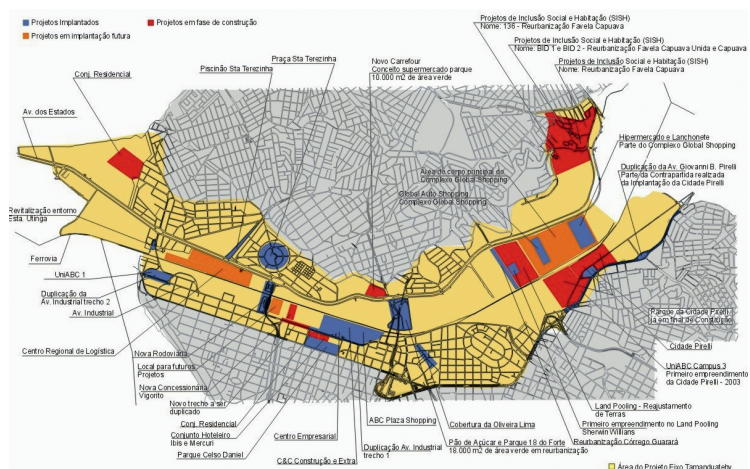 Projetos Implantados
Projetos em fase de construção
Projetos em implantação futura
Projetos de Inclusão Social e Habitação (SISH)
Nome: 136 - Reurbanização Favela Capuava
Projetos de Inclusão Social e Habitação (SISH)
Nome: BID 1 e BID 2 - Reurbanização Favela Capuava Unida e Capuava
Projetos de Inclusão Social e Habitação (SISH)
Nome: Reurbanização Favela Capuava
Praça Sta Terezinha
Piscinão Sta Terezinha
Novo Carrefour
Conceito supermercado parque
10.000 m2 de área verde
Conj. Residencial
Av. dos Estados
Hipermercado e Lanchonete
Parte do Complexo Global Shopping
Área de corpo principal do
Complexo Global Shopping
Duplicação da Av. Giovanni B. Pirelli
Parte da Contrapartida realizada
da Implantação da Cidade Pirelli
Global Auto Shopping
Complexo Global Shopping
Revitalização entorno
Esta. Utinga
Ferrovia
UniABC 1
Duplicação da
Av. Industrial trecho 2
Av. Industrial
Centro Regional de Logística
Parque da Cidade Pirelli
já em final de Construção
Cidade Pirelli
UniABC Campus 3
Primeiro empreendimento
da Cidade Pirelli - 2003
Nova Rodoviária
Local para futuros
Projetos
Nova Concessionária
Vigorito
Novo trecho a ser
duplicado
Conj. Residencial
Conjunto Hoteleiro
Ibis e Mercuri
Parque Celso Daniel
Centro Empresarial
C&C Construção e Extra
ABC Plaza Shopping
Duplicação Av. Industrial
trecho 1
Cobertura da Oliveira Lima
Pão de Açúcar e Parque 18 do Forte
18.000 m2 de área verde em reurbanização
Land Pooling - Reajustamento
de Terras
Primeiro empreendimento no Land Pooling
Sherwin Willians
Reurbanização Córrego Guarará
Área do Projeto Eixo Tamanduatehy